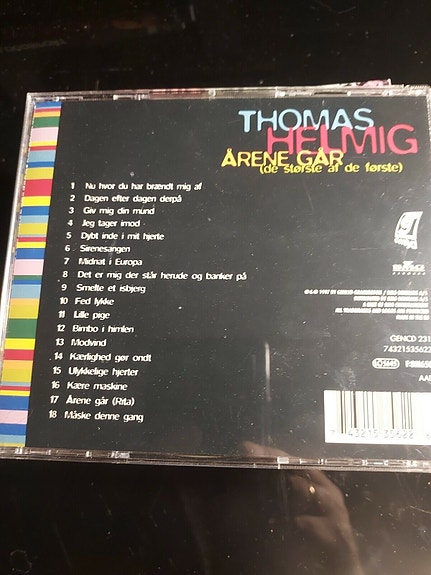 THOMAS
HELMIG
ÅRENE GÅR
(de største af de første)
1 Nu hvor du har brændt mig af
2 Dagen efter dagen derpå
3 Giv mig din mund
4 Jeg tager imod
5 Dybt inde i mit hjerte
6 Sirenesangen
7 Midnat i Europa
8 Det er mig der står herude og banker på
9 Smelte et isbjerg
10 Fed lykke
11 Lille pige
12 Bimbo i himlen
13 Modvind
14 Kærlighed gør ondt
15 Ulykkelige hjerter
16 Kære maskine
17 Årene går (Rita)
18 Måske denne gang
BMG
GENCD 231
74321535622